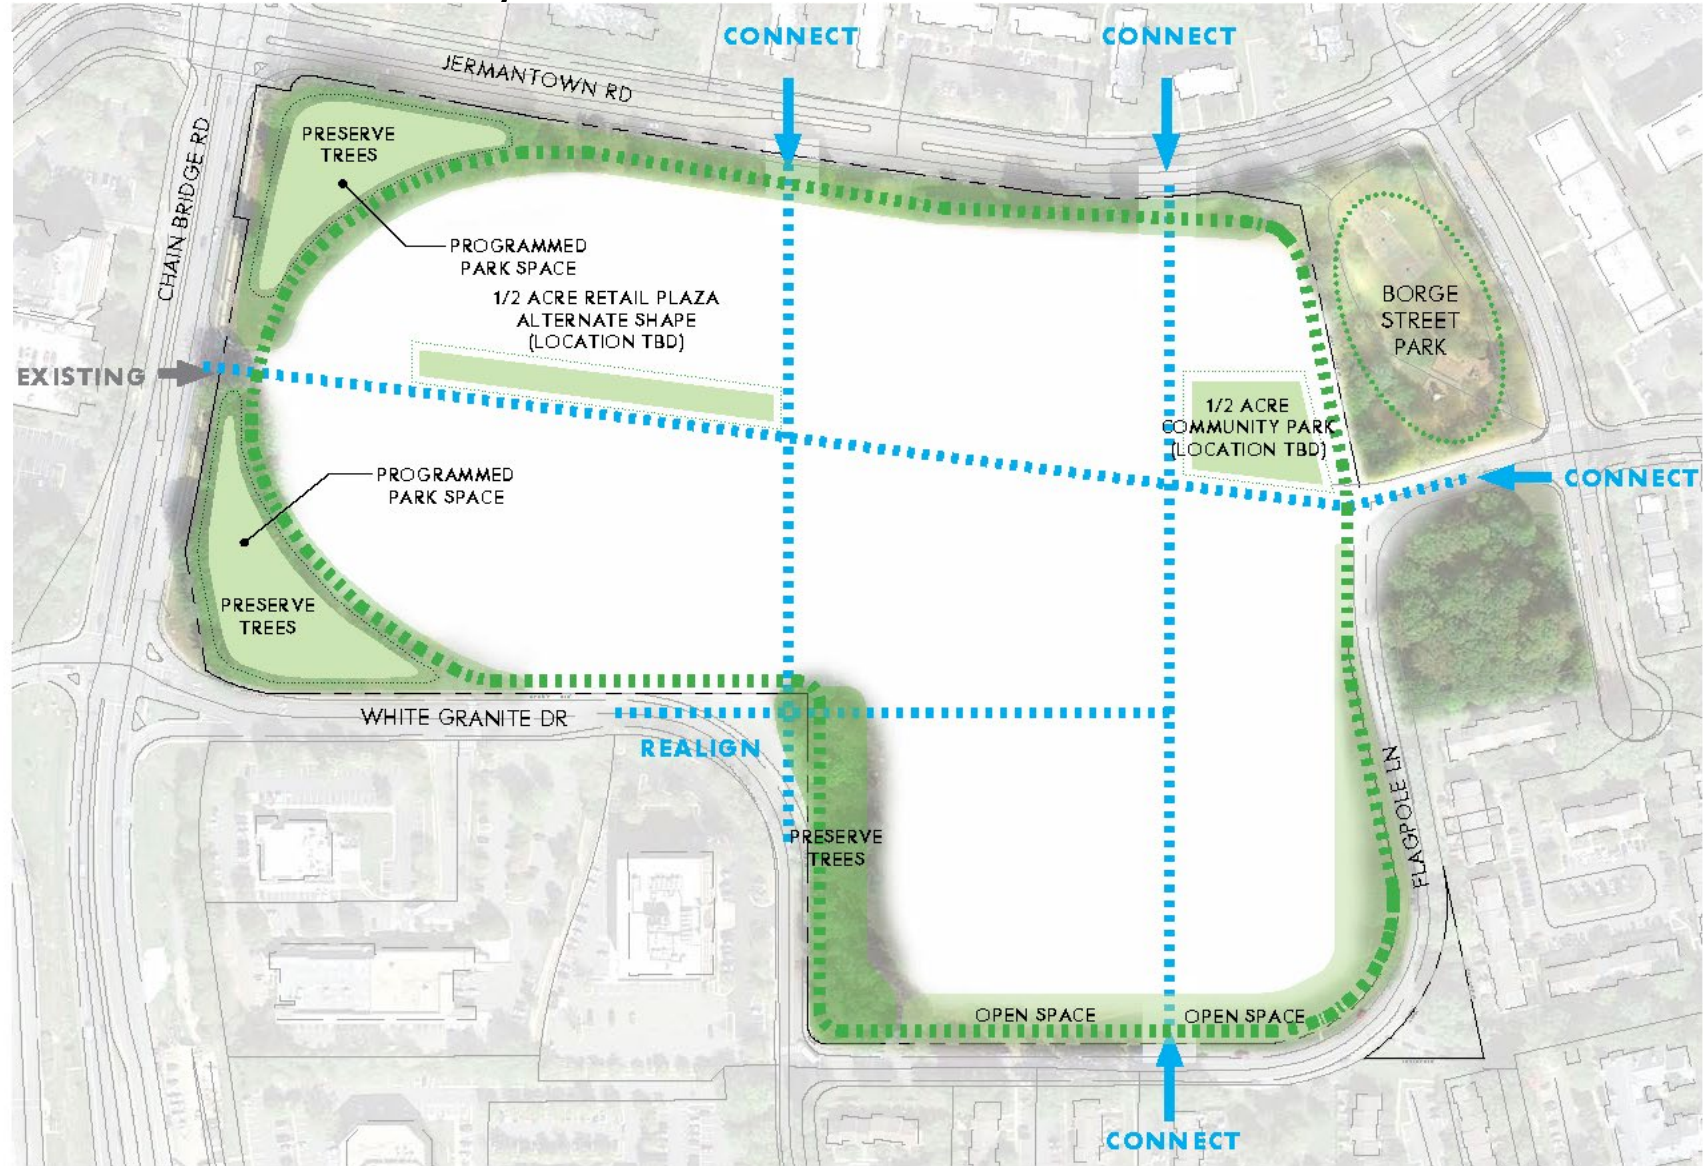 CONNECT
CONNECT
JERMANTOWN RD
CHAIN BRIDGE RD
PRESERVE
TREES
PROGRAMMED
PARK SPACE
1/2 ACRE RETAIL PLAZA
ALTERNATE SHAPE
(LOCATION TBD)
BORGE
STREET
PARK
EXISTING
1/2 ACRE
COMMUNITY PARK
(LOCATION TBD)
PROGRAMMED
PARK SPACE
CONNECT
PRESERVE
TREES
WHITE GRANITE DR
REALIGN
FLAGPOLE LN
PRESERVE
TREES
OPEN SPACE
OPEN SPACE
CONNECT